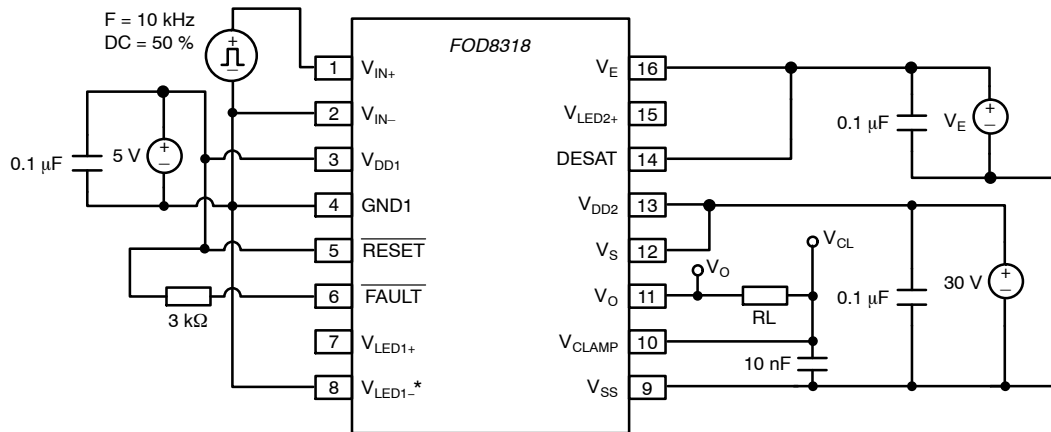 F = 10 kHz
DC = 50 %
FOD8318
+
−
1
V_IN+
2
V_IN−
3
V_DD1
4
GND1
5
R̅E̅S̅E̅T̅
6
F̅A̅U̅L̅T̅
7
V_LED1+
8
V_LED1−*
0.1 μF
5 V
+
−
3 kΩ
V_E
16
V_LED2+
15
DESAT
14
V_DD2
13
V_S
12
V_O
11
V_CLAMP
10
V_SS
9
0.1 μF
V_E
+
−
V_CL
V_O
RL
10 nF
0.1 μF
30 V
+
−